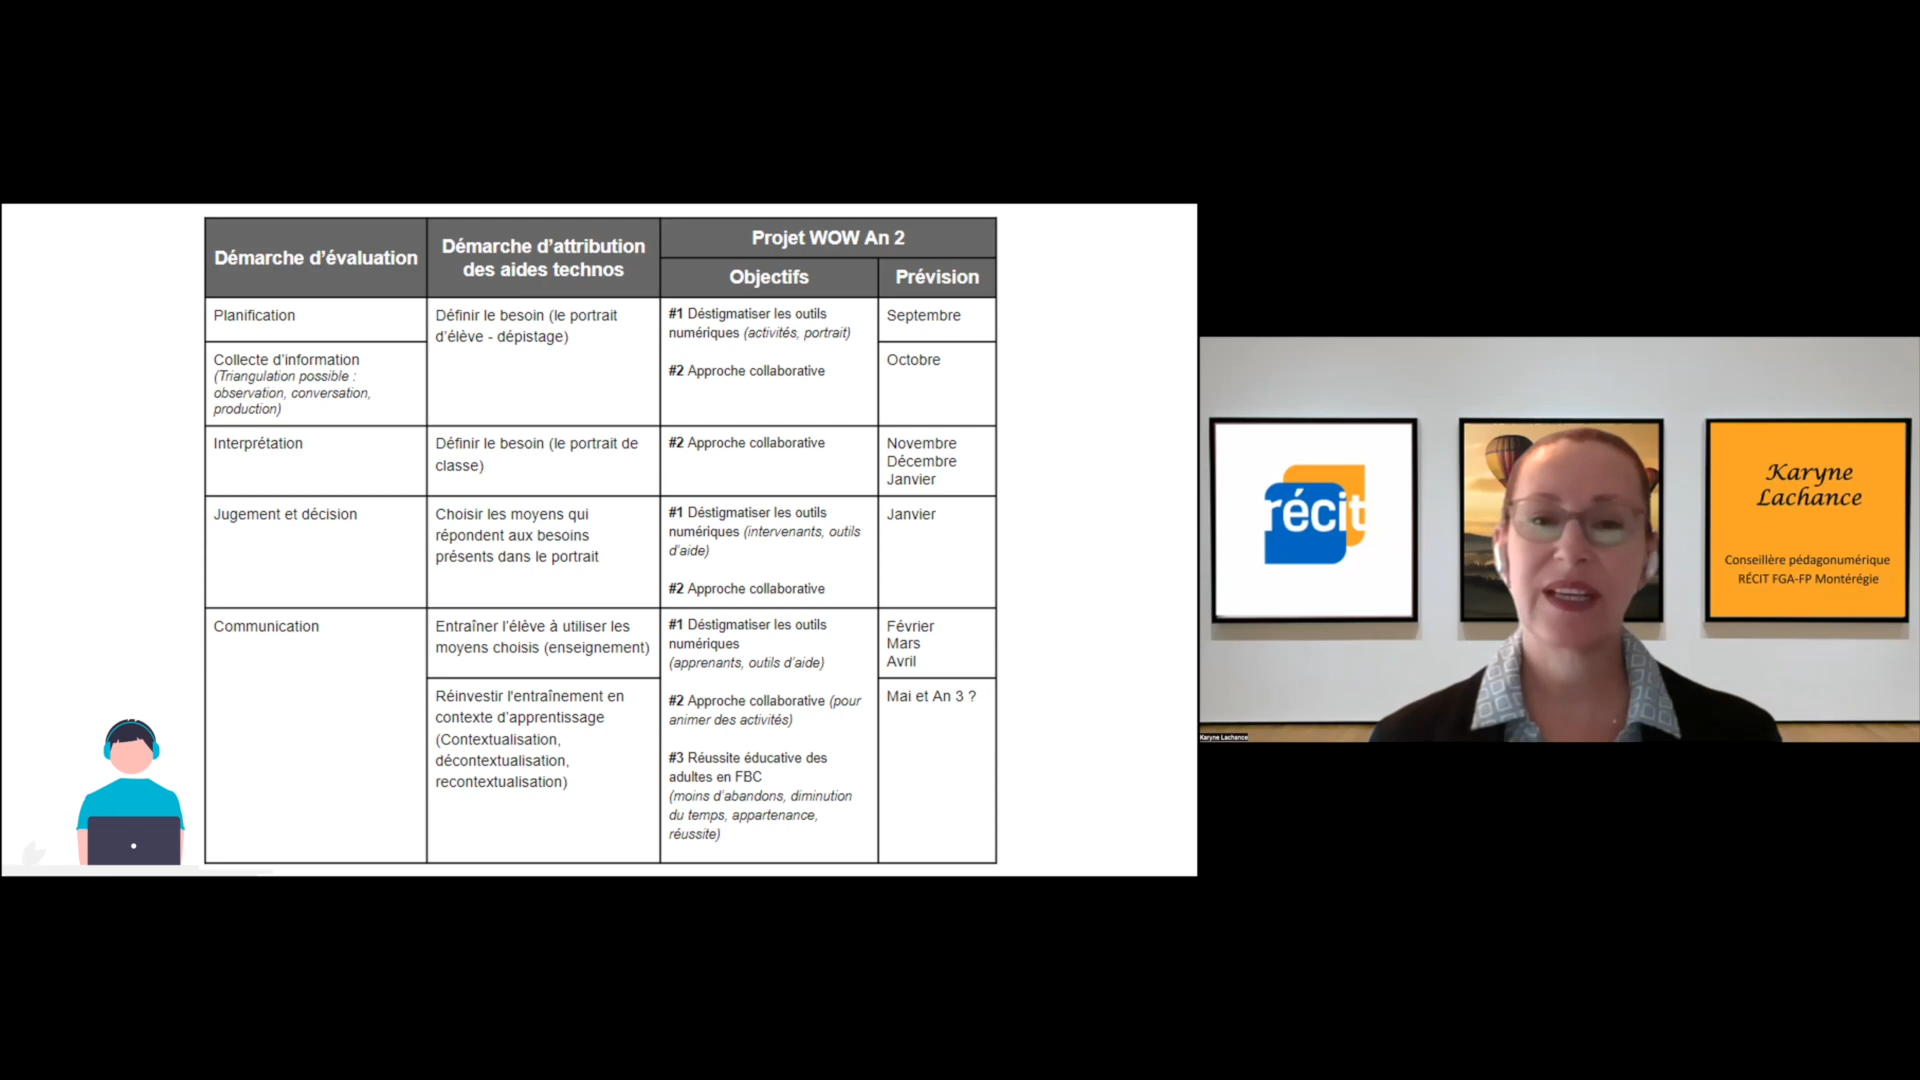 Démarche d’évaluation
Démarche d’attribution
des aides technos
Projet WOW An 2
Objectifs
Prévision
Planification
Définir le besoin (le portrait
d’élève - dépistage)
#1 Déstigmatiser les outils
numériques (activités, portrait)
#2 Approche collaborative
Septembre
Collecte d’information
(Triangulation possible :
observation, conversation,
production)
Octobre
Interprétation
Définir le besoin (le portrait de
classe)
#2 Approche collaborative
Novembre
Décembre
Janvier
Jugement et décision
Choisir les moyens qui
répondent aux besoins
présents dans le portrait
#1 Déstigmatiser les outils
numériques (intervenants, outils
d’aide)
#2 Approche collaborative
Janvier
Communication
Entraîner l’élève à utiliser les
moyens choisis (enseignement)
#1 Déstigmatiser les outils
numériques
(apprenants, outils d’aide)
#2 Approche collaborative (pour
animer des activités)
#3 Réussite éducative des
adultes en FBC
(moins d’abandons, diminution
du temps, appartenance,
réussite)
Février
Mars
Avril
Réinvestir l'entraînement en
contexte d’apprentissage
(Contextualisation,
décontextualisation,
recontextualisation)
Mai et An 3 ?
récit
Karyne
Lachance
Conseillère pédagonumérique
RÉCIT FGA-FP Montérégie
Karyne Lachance